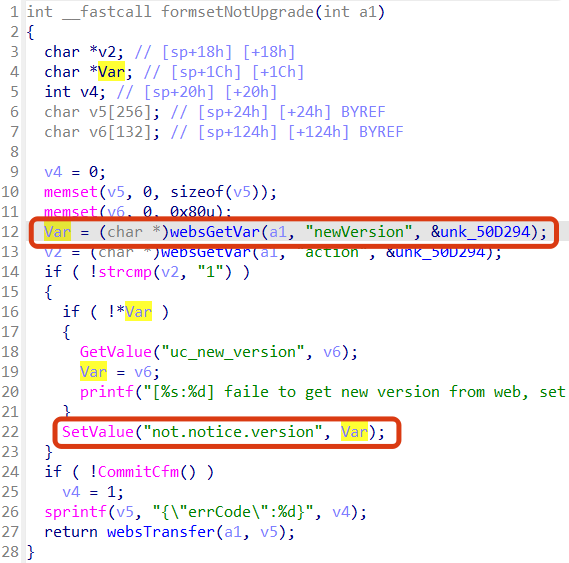 1 int __fastcall formsetNotUpgrade(int a1)
2 {
3 char *v2; // [sp+18h] [+18h]
4 char *Var; // [sp+1Ch] [+1Ch]
5 int v4; // [sp+20h] [+20h]
6 char v5[256]; // [sp+24h] [+24h] BYREF
7 char v6[132]; // [sp+124h] [+124h] BYREF
8
9 v4 = 0;
10 memset(v5, 0, sizeof(v5));
11 memset(v6, 0, 0x80u);
12 Var = (char *)websGetVar(a1, "newVersion", &unk_50D294);
13 v2 = (char *)websGetVar(a1, "action", &unk_50D294);
14 if ( !strcmp(v2, "1") )
15 {
16 if ( !*Var )
17 {
18 GetValue("uc_new_version", v6);
19 Var = v6;
20 printf("[%s:%d] faile to get new version from web, set
21 }
22 SetValue("not.notice.version", Var);
23 }
24 if ( !CommitCfm() )
25 v4 = 1;
26 sprintf(v5, "{\"errCode\":%d}", v4);
27 return websTransfer(a1, v5);
28 }